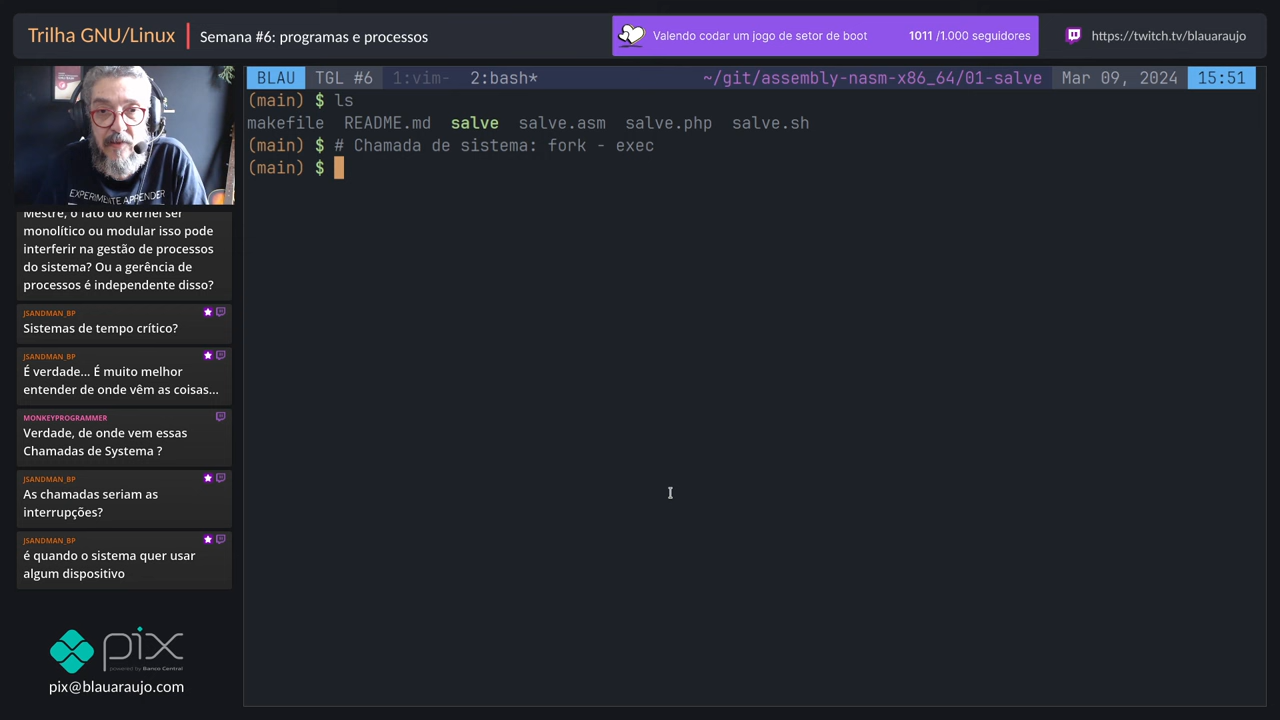 Trilha GNU/Linux
Semana #6: programas e processos
Valendo codar um jogo de setor de boot 1011 /1.000 seguidores
https://twitch.tv/blauaraujo
BLAU TGL #6 1:vim- 2:bash* ~/git/assembly-nasm-x86_64/01-salve Mar 09, 2024 15:51
(main) $ ls
makefile README.md salve salve.asm salve.php salve.sh
(main) $ # Chamada de sistema: fork - exec
(main) $
EXPERIMENTE APRENDER
Mestre, o fato do kernel ser
monolítico ou modular isso pode
interferir na gestão de processos
do sistema? Ou a gerência de
processos é independente disso?
JSANDMAN_BP
Sistemas de tempo crítico?
JSANDMAN_BP
É verdade... É muito melhor
entender de onde vêm as coisas...
MONKEYPROGRAMMER
Verdade, de onde vem essas
Chamadas de Systema ?
JSANDMAN_BP
As chamadas seriam as
interrupções?
JSANDMAN_BP
é quando o sistema quer usar
algum dispositivo
pix
powered by Banco Central
pix@blauaraujo.com